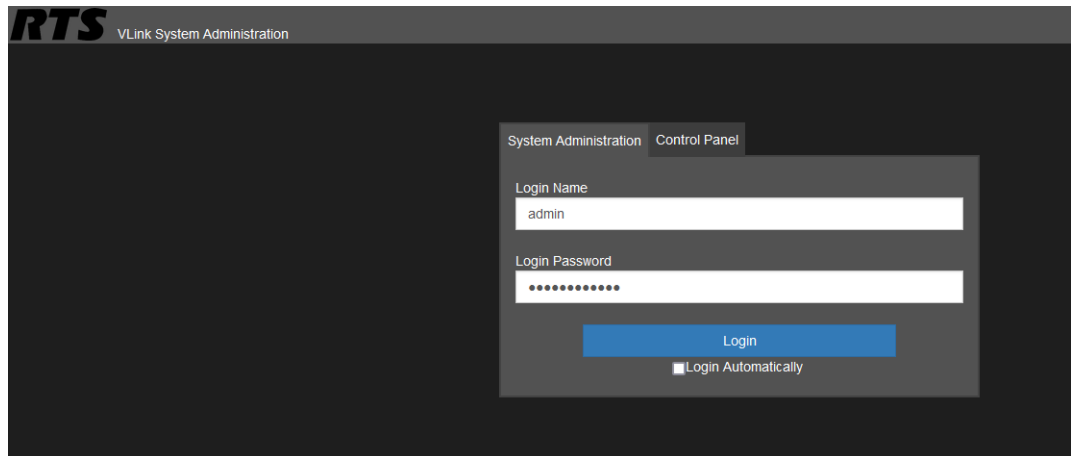 RTS VLink System Administration
System Administration Control Panel
Login Name
admin
Login Password
••••••••••••
Login
Login Automatically